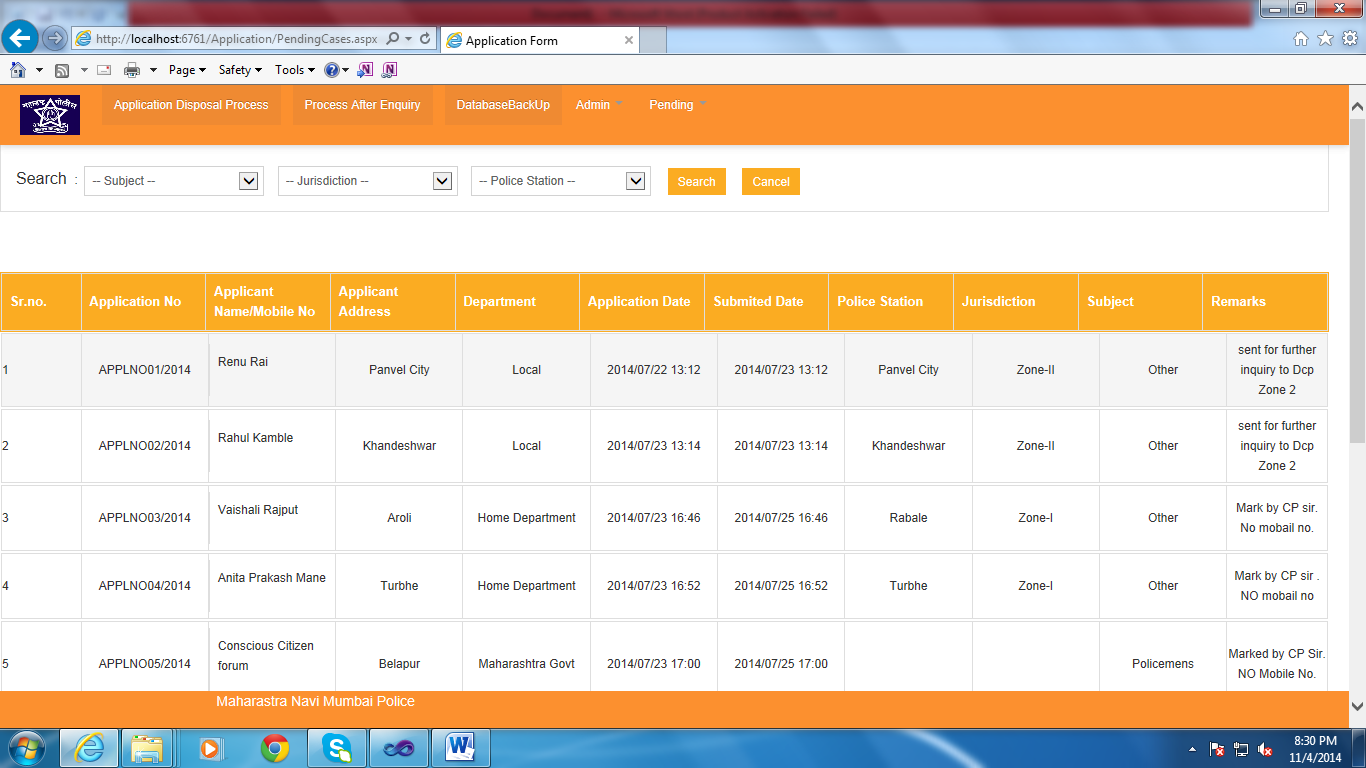 http://localhost:6761/Application/PendingCases.aspx
Application Form
Page Safety Tools
महाराष्ट्र पोलीस
Application Disposal Process Process After Enquiry DatabaseBackUp Admin Pending
Search : -- Subject -- -- Jurisdiction -- -- Police Station -- Search Cancel
Sr.no. Application No Applicant Name/Mobile No Applicant Address Department Application Date Submited Date Police Station Jurisdiction Subject Remarks
1 APPLNO01/2014 Renu Rai Panvel City Local 2014/07/22 13:12 2014/07/23 13:12 Panvel City Zone-II Other sent for further
inquiry to Dcp
Zone 2
2 APPLNO02/2014 Rahul Kamble Khandeshwar Local 2014/07/23 13:14 2014/07/23 13:14 Khandeshwar Zone-II Other sent for further
inquiry to Dcp
Zone 2
3 APPLNO03/2014 Vaishali Rajput Aroli Home Department 2014/07/23 16:46 2014/07/25 16:46 Rabale Zone-I Other Mark by CP sir.
No mobail no.
4 APPLNO04/2014 Anita Prakash Mane Turbhe Home Department 2014/07/23 16:52 2014/07/25 16:52 Turbhe Zone-I Other Mark by CP sir .
NO mobail no
5 APPLNO05/2014 Conscious Citizen
forum Belapur Maharashtra Govt 2014/07/23 17:00 2014/07/25 17:00 Policemens Marked by CP Sir.
NO Mobile No.
Maharastra Navi Mumbai Police
8:30 PM
11/4/2014